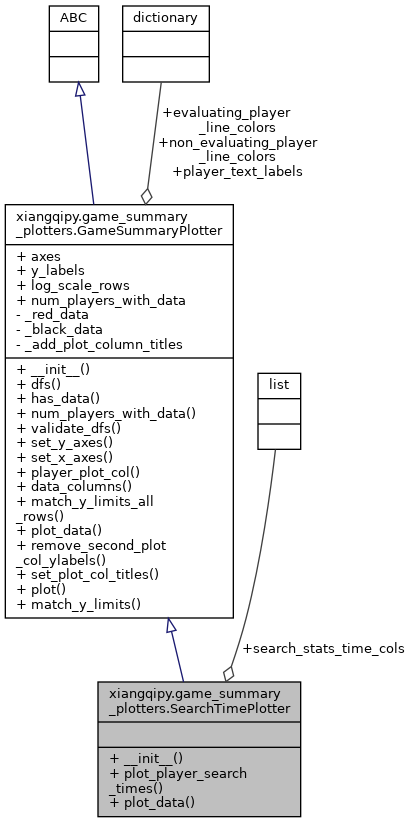 ABC
dictionary
+evaluating_player
_line_colors
+non_evaluating_player
_line_colors
+player_text_labels
xiangqipy.game_summary
_plotters.GameSummaryPlotter
+ axes
+ y_labels
+ log_scale_rows
+ num_players_with_data
- _red_data
- _black_data
- _add_plot_column_titles
+ __init__()
+ dfs()
+ has_data()
+ num_players_with_data()
+ validate_dfs()
+ set_y_axes()
+ set_x_axes()
+ player_plot_col()
+ data_columns()
+ match_y_limits_all
_rows()
+ plot_data()
+ remove_second_plot
_col_ylabels()
+ set_plot_col_titles()
+ plot()
+ match_y_limits()
list
+search_stats_time_cols
xiangqipy.game_summary
_plotters.SearchTimePlotter
+ __init__()
+ plot_player_search
_times()
+ plot_data()